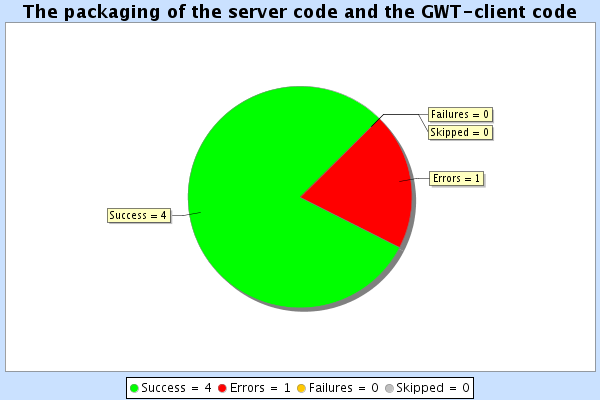 The packaging of the server code and the GWT-client code
Failures = 0
Skipped = 0
Errors = 1
Success = 4
Success = 4 Errors = 1 Failures = 0 Skipped = 0